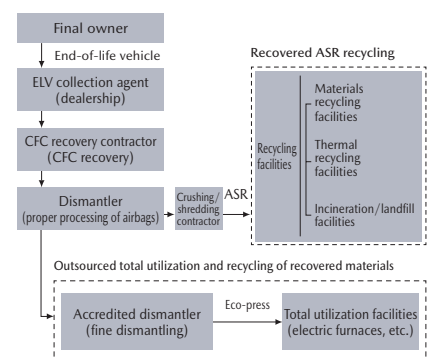 Final owner
End-of-life vehicle
ELV collection agent
(dealership)
CFC recovery contractor
(CFC recovery)
Dismantler
(proper processing of airbags)
Crushing/
shredding
contractor
ASR
Recovered ASR recycling
Recycling
facilities
Materials
recycling
facilities
Thermal
recycling
facilities
Incineration/landfill
facilities
Outsourced total utilization and recycling of recovered materials
Accredited dismantler
(fine dismantling)
Eco-press
Total utilization facilities
(electric furnaces, etc.)